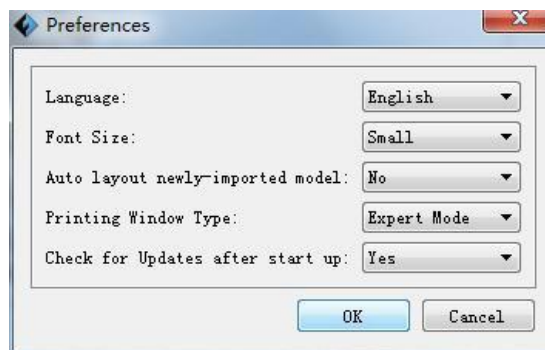 Preferences
Language: English
Font Size: Small
Auto layout newly-imported model: No
Printing Window Type: Expert Mode
Check for Updates after start up: Yes
OK Cancel